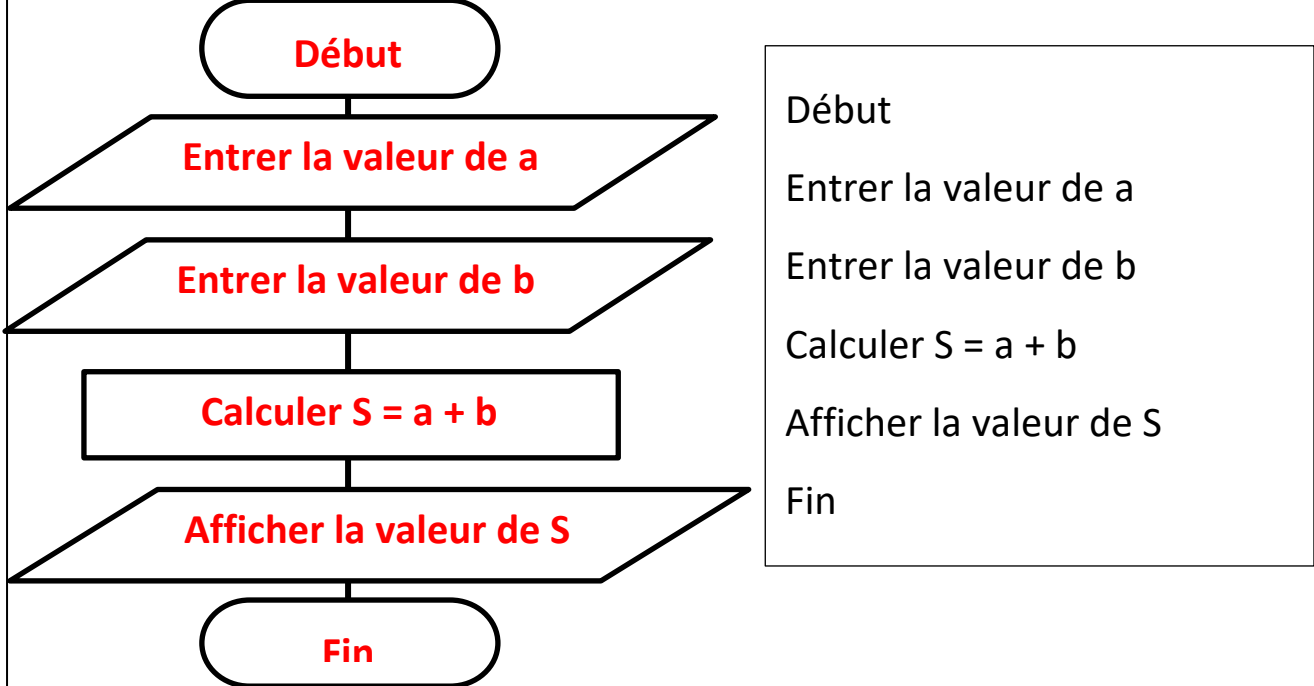 Début
Entrer la valeur de a
Entrer la valeur de b
Calculer S = a + b
Afficher la valeur de S
Fin
Début
Entrer la valeur de a
Entrer la valeur de b
Calculer S = a + b
Afficher la valeur de S
Fin